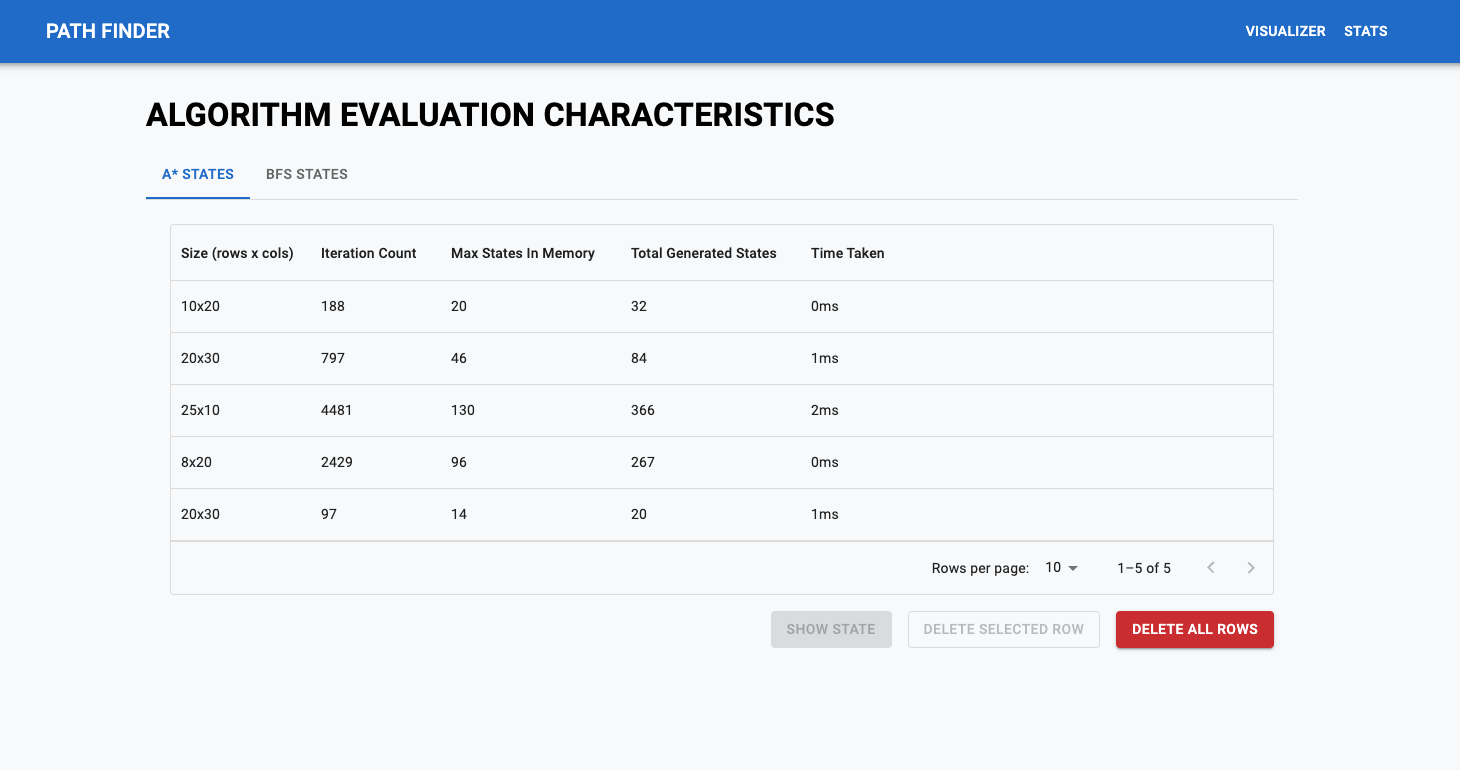 PATH FINDER VISUALIZER STATS
ALGORITHM EVALUATION CHARACTERISTICS
A* STATES BFS STATES
Size (rows x cols) Iteration Count Max States In Memory Total Generated States Time Taken
10x20 188 20 32 0ms
20x30 797 46 84 1ms
25x10 4481 130 366 2ms
8x20 2429 96 267 0ms
20x30 97 14 20 1ms
Rows per page: 10 1–5 of 5
SHOW STATE DELETE SELECTED ROW DELETE ALL ROWS